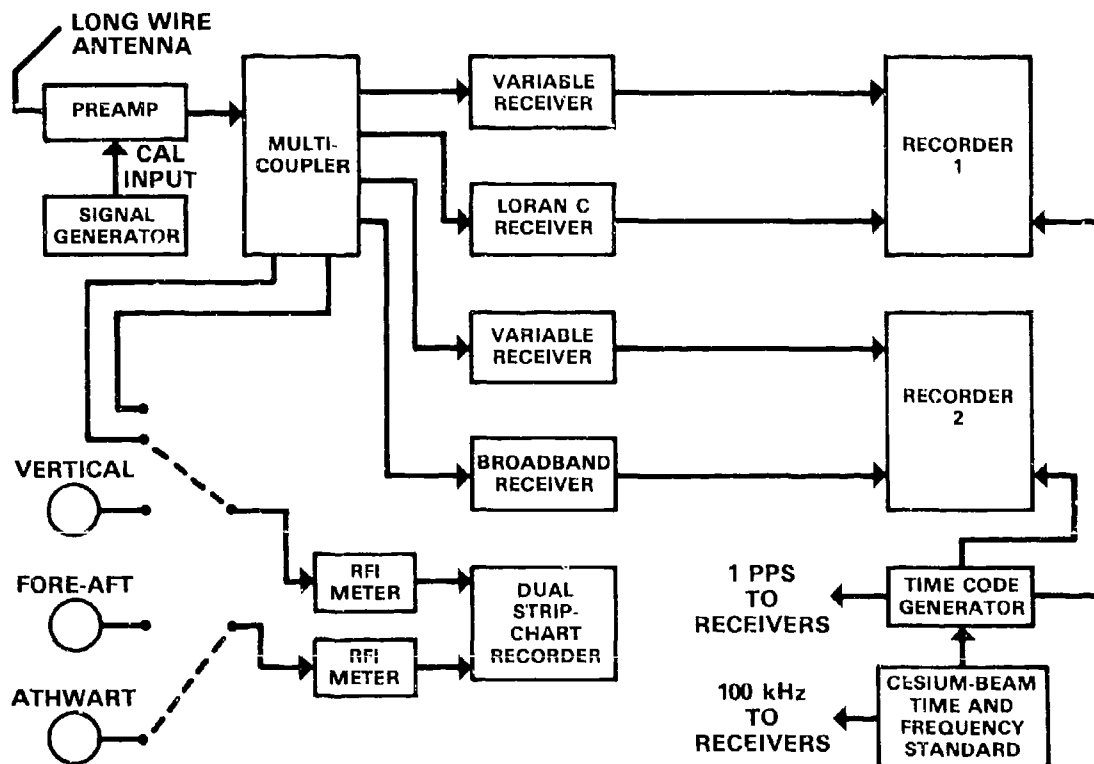 LONG WIRE
ANTENNA
PREAMP
CAL
INPUT
SIGNAL
GENERATOR
MULTI-
COUPLER
VARIABLE
RECEIVER
LORAN C
RECEIVER
RECORDER
1
VARIABLE
RECEIVER
BROADBAND
RECEIVER
RECORDER
2
VERTICAL
FORE-AFT
ATHWART
RFI
METER
RFI
METER
DUAL
STRIP-
CHART
RECORDER
1 PPS
TO
RECEIVERS
TIME CODE
GENERATOR
100 kHz
TO
RECEIVERS
CESIUM-BEAM
TIME AND
FREQUENCY
STANDARD